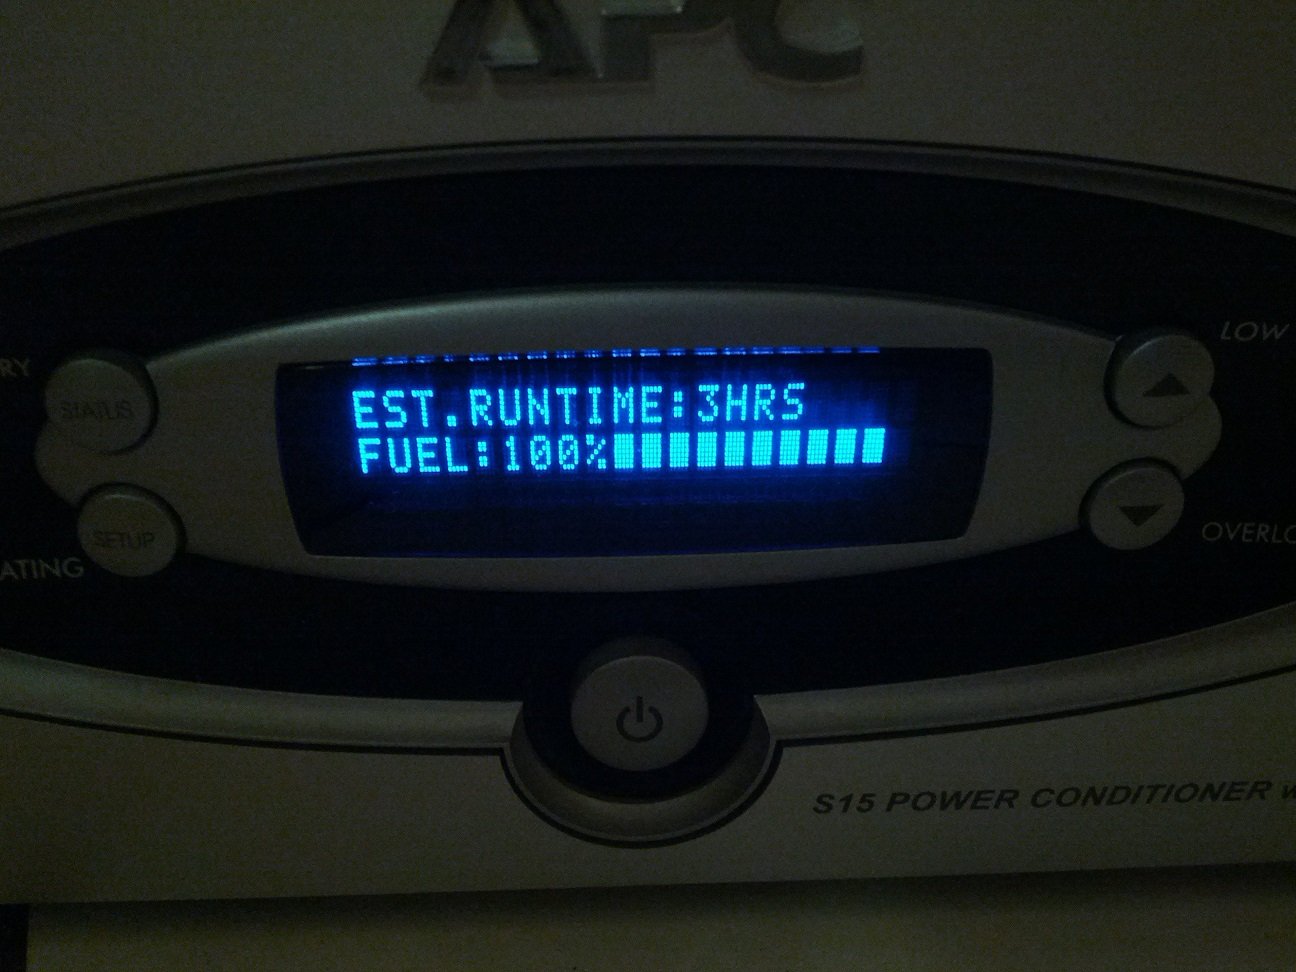 APC
LOW
RY
STATUS
EST.RUNTIME:3HRS
FUEL:100%
SETUP
ATING
OVERLO
S15 POWER CONDITIONER w